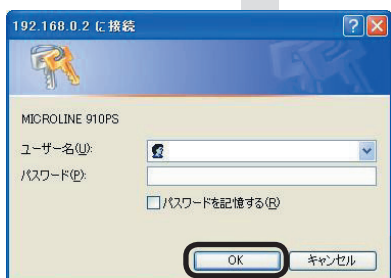 192.168.0.2 に接続
MICROLINE 910PS
ユーザー名(U):
パスワード(P):
パスワードを記憶する(R)
OK
キャンセル